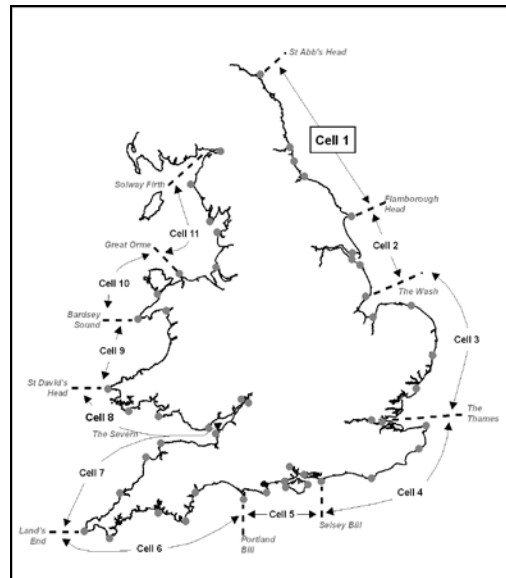 St Abb's Head
Cell 1
Solway Firth
Flamborough
Head
Cell 11
Great Orme
Cell 2
Cell 10
The Wash
Bardsey
Sound
Cell 3
Cell 9
St David's
Head
Cell 8
The
Thames
The Severn
Cell 7
Cell 4
Cell 5
Selsey Bill
Land's
End
Cell 6
Portland
Bill